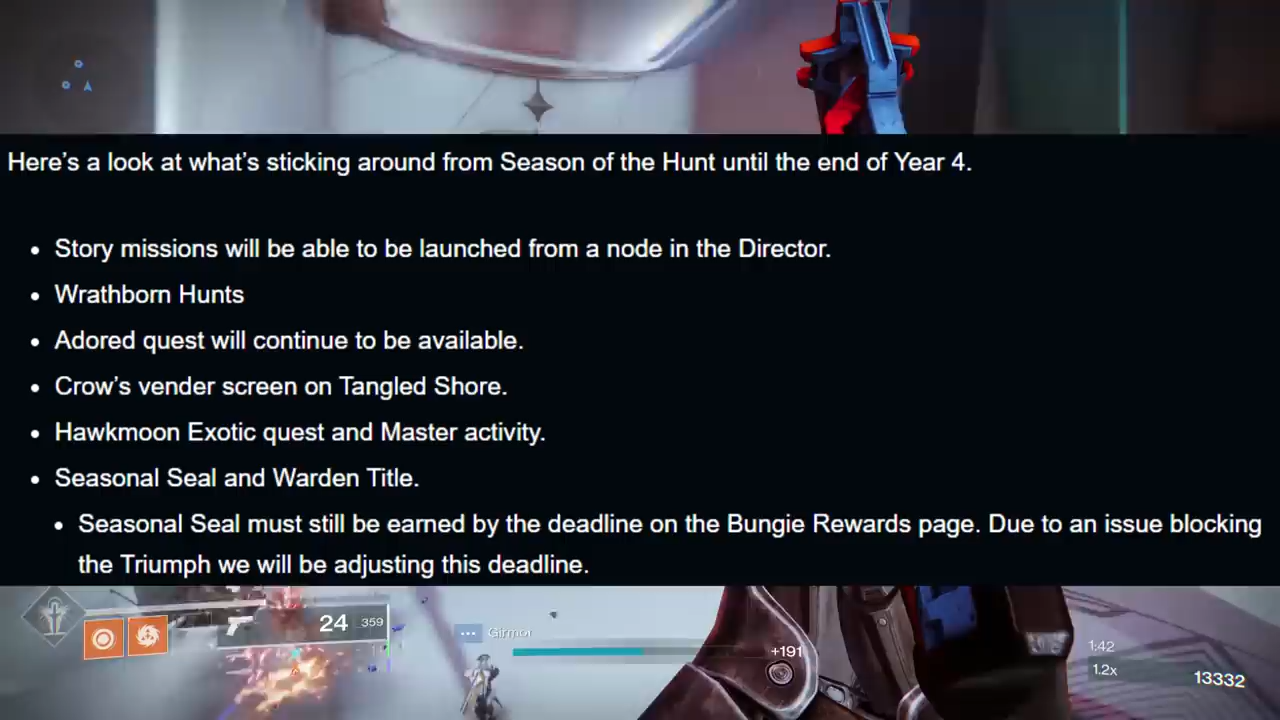 Here’s a look at what’s sticking around from Season of the Hunt until the end of Year 4.
Story missions will be able to be launched from a node in the Director.
Wrathborn Hunts
Adored quest will continue to be available.
Crow’s vender screen on Tangled Shore.
Hawkmoon Exotic quest and Master activity.
Seasonal Seal and Warden Title.
Seasonal Seal must still be earned by the deadline on the Bungie Rewards page. Due to an issue blocking
the Triumph we will be adjusting this deadline.
24 359
Girmor
+191
1:42
1.2x
13332